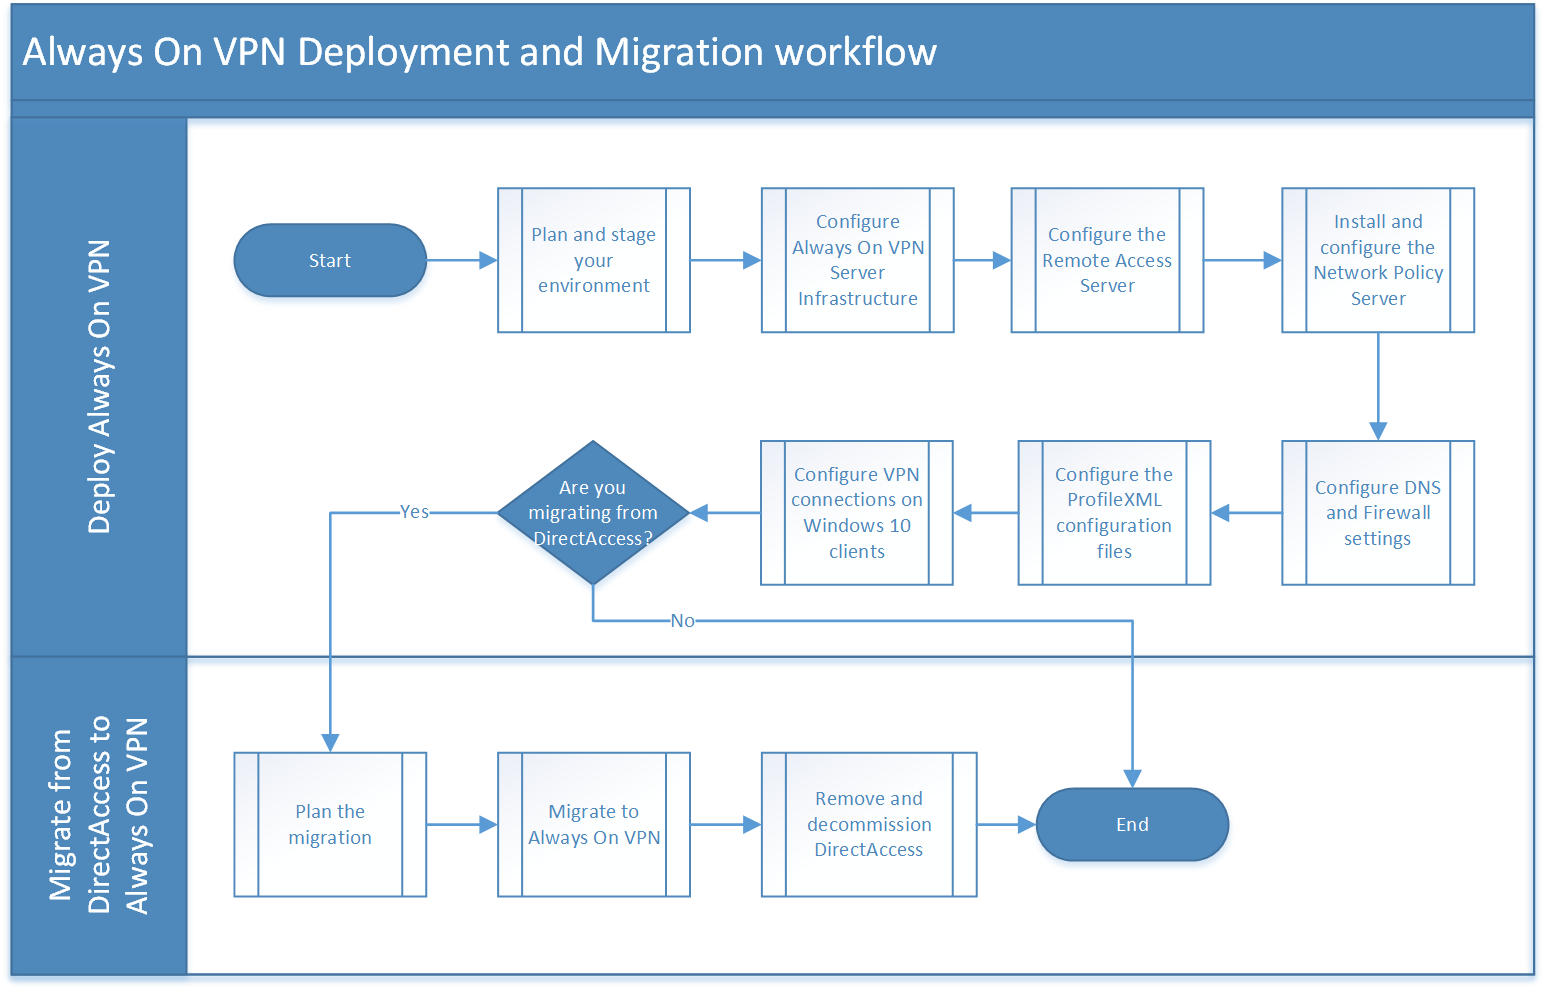 Always On VPN Deployment and Migration workflow
Deploy Always On VPN
Start
Plan and stage
your
environment
Configure
Always On VPN
Server
Infrastructure
Configure the
Remote Access
Server
Install and
configure the
Network Policy
Server
Configure DNS
and Firewall
settings
Configure the
ProfileXML
configuration
files
Configure VPN
connections on
Windows 10
clients
Are you
migrating from
DirectAccess?
Yes
No
Migrate from
DirectAccess to
Always On VPN
Plan the
migration
Migrate to
Always On VPN
Remove and
decommission
DirectAccess
End